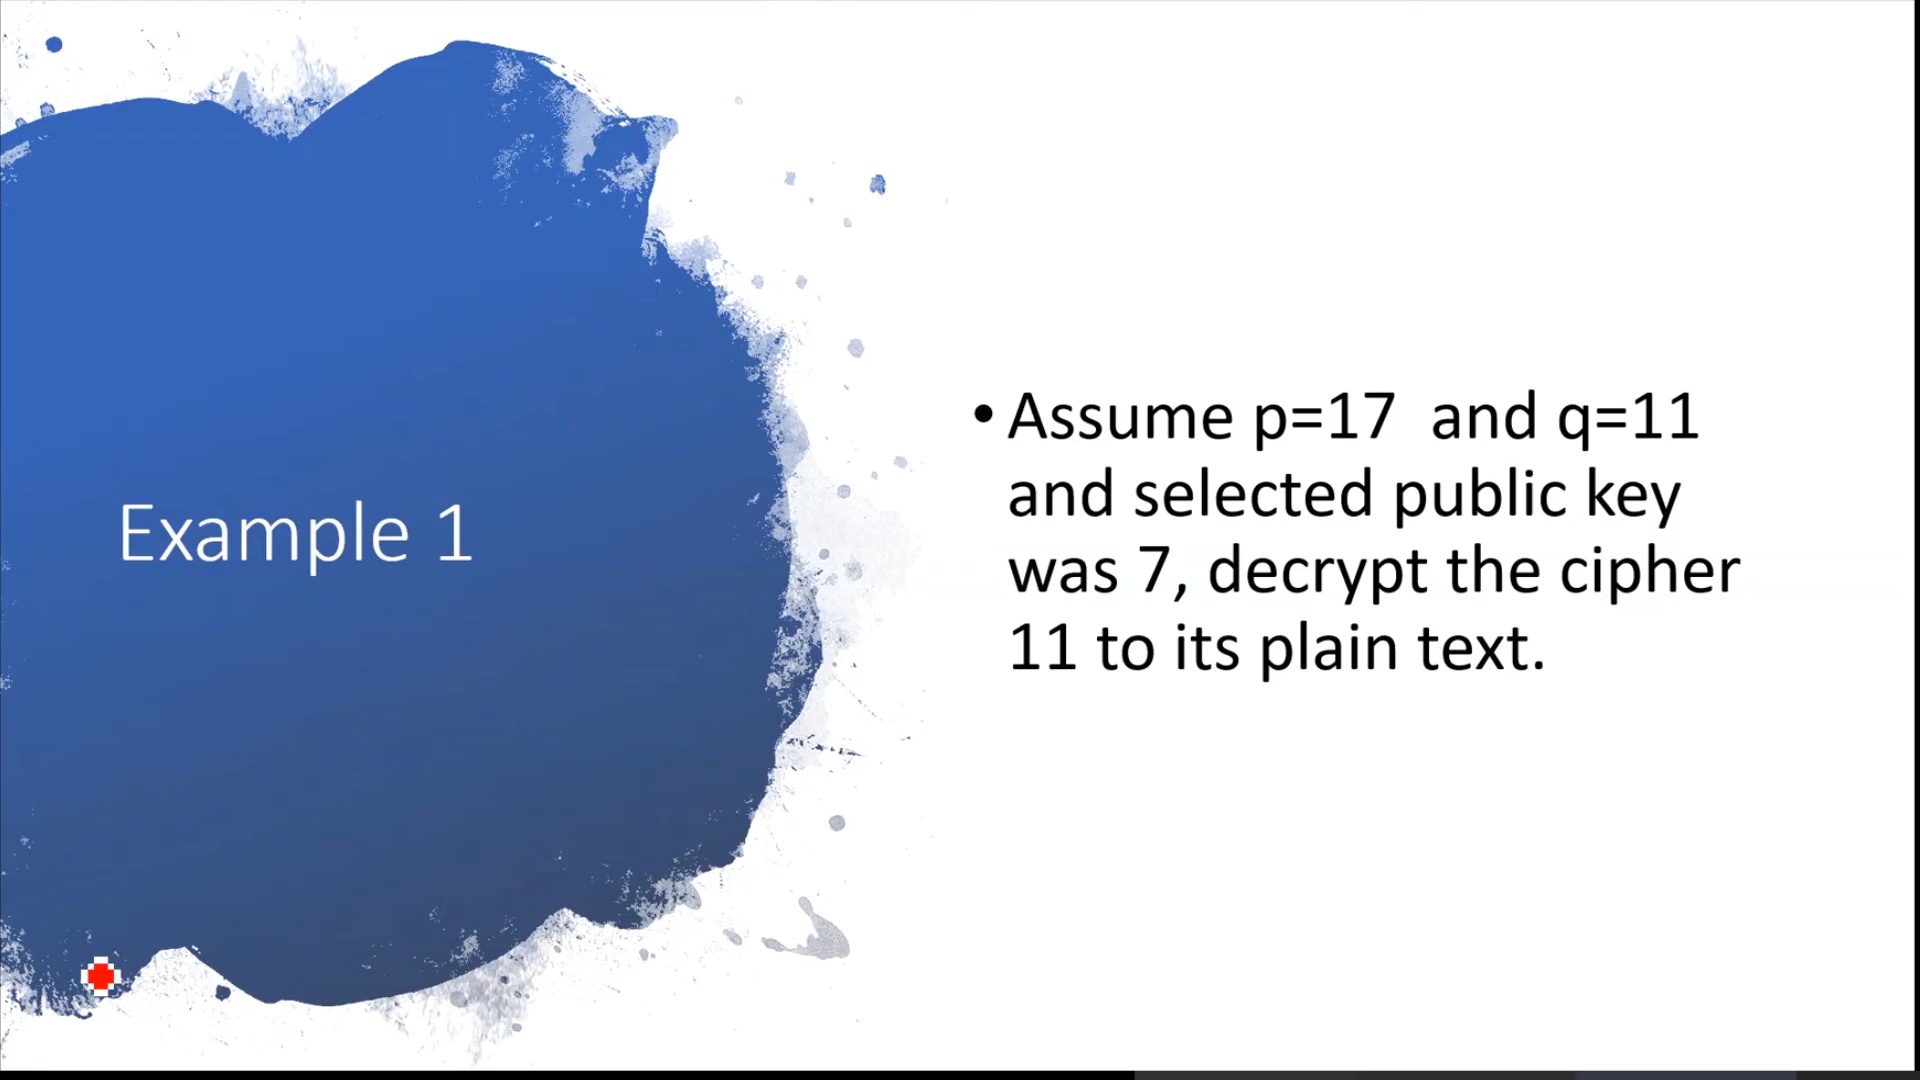 Example 1
• Assume p=17  and q=11
and selected public key
was 7, decrypt the cipher
11 to its plain text.